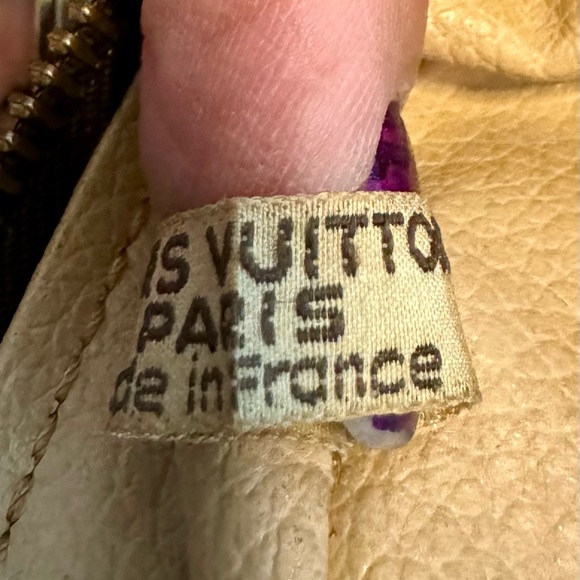 IS VUITTO
PARIS
de in France